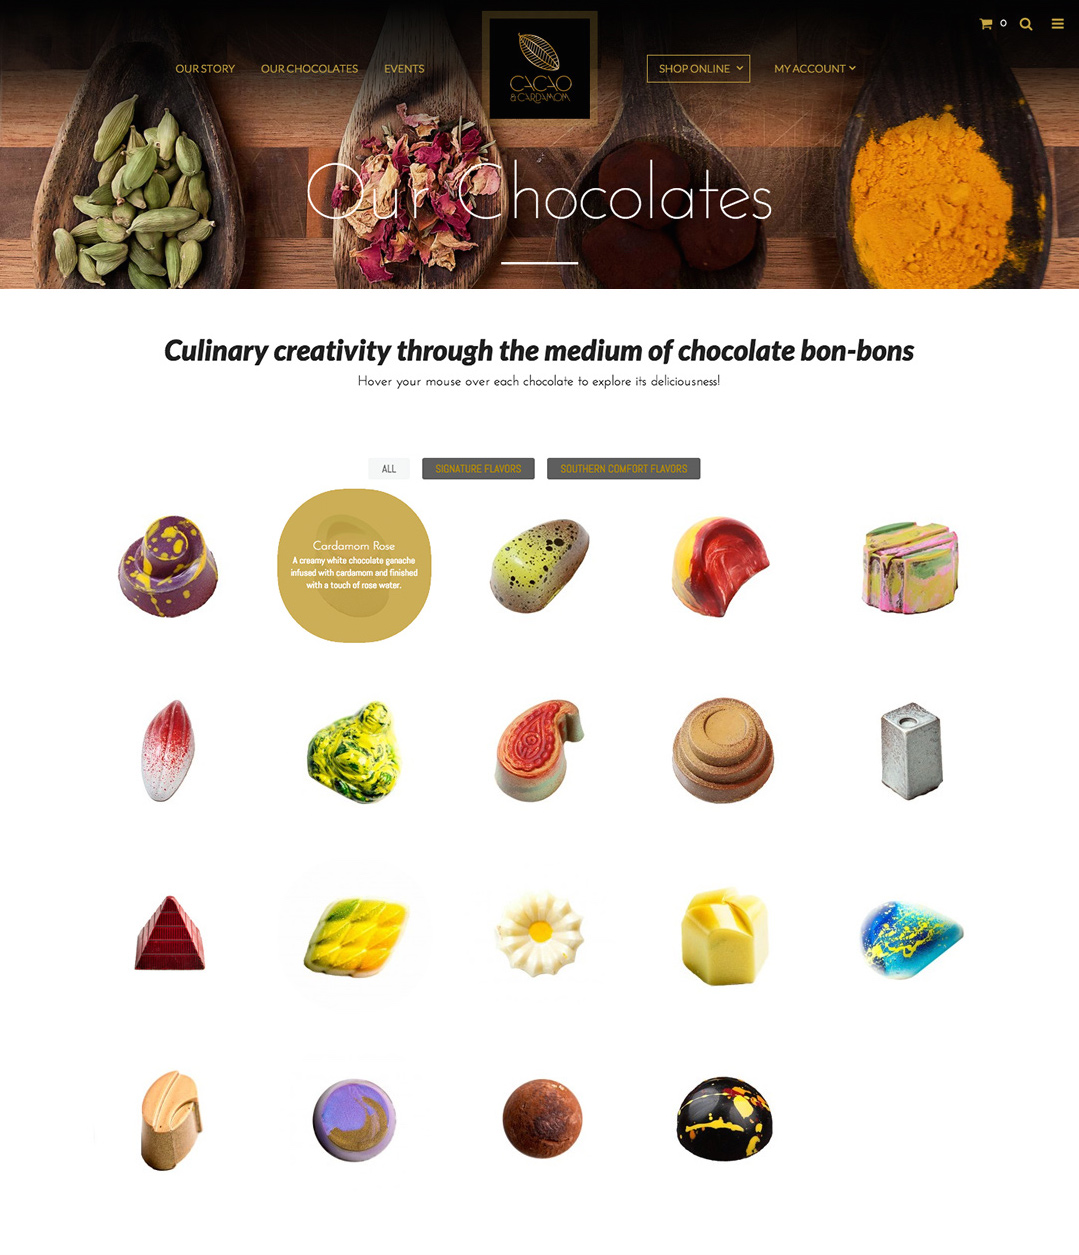 0
OUR STORY
OUR CHOCOLATES
EVENTS
CACAO
& CARDAMOM
SHOP ONLINE
MY ACCOUNT
Our Chocolates
Culinary creativity through the medium of chocolate bon-bons
Hover your mouse over each chocolate to explore its deliciousness!
ALL
SIGNATURE FLAVORS
SOUTHERN COMFORT FLAVORS
Cardamom Rose
A creamy white chocolate ganache
infused with cardamom and finished
with a touch of rose water.